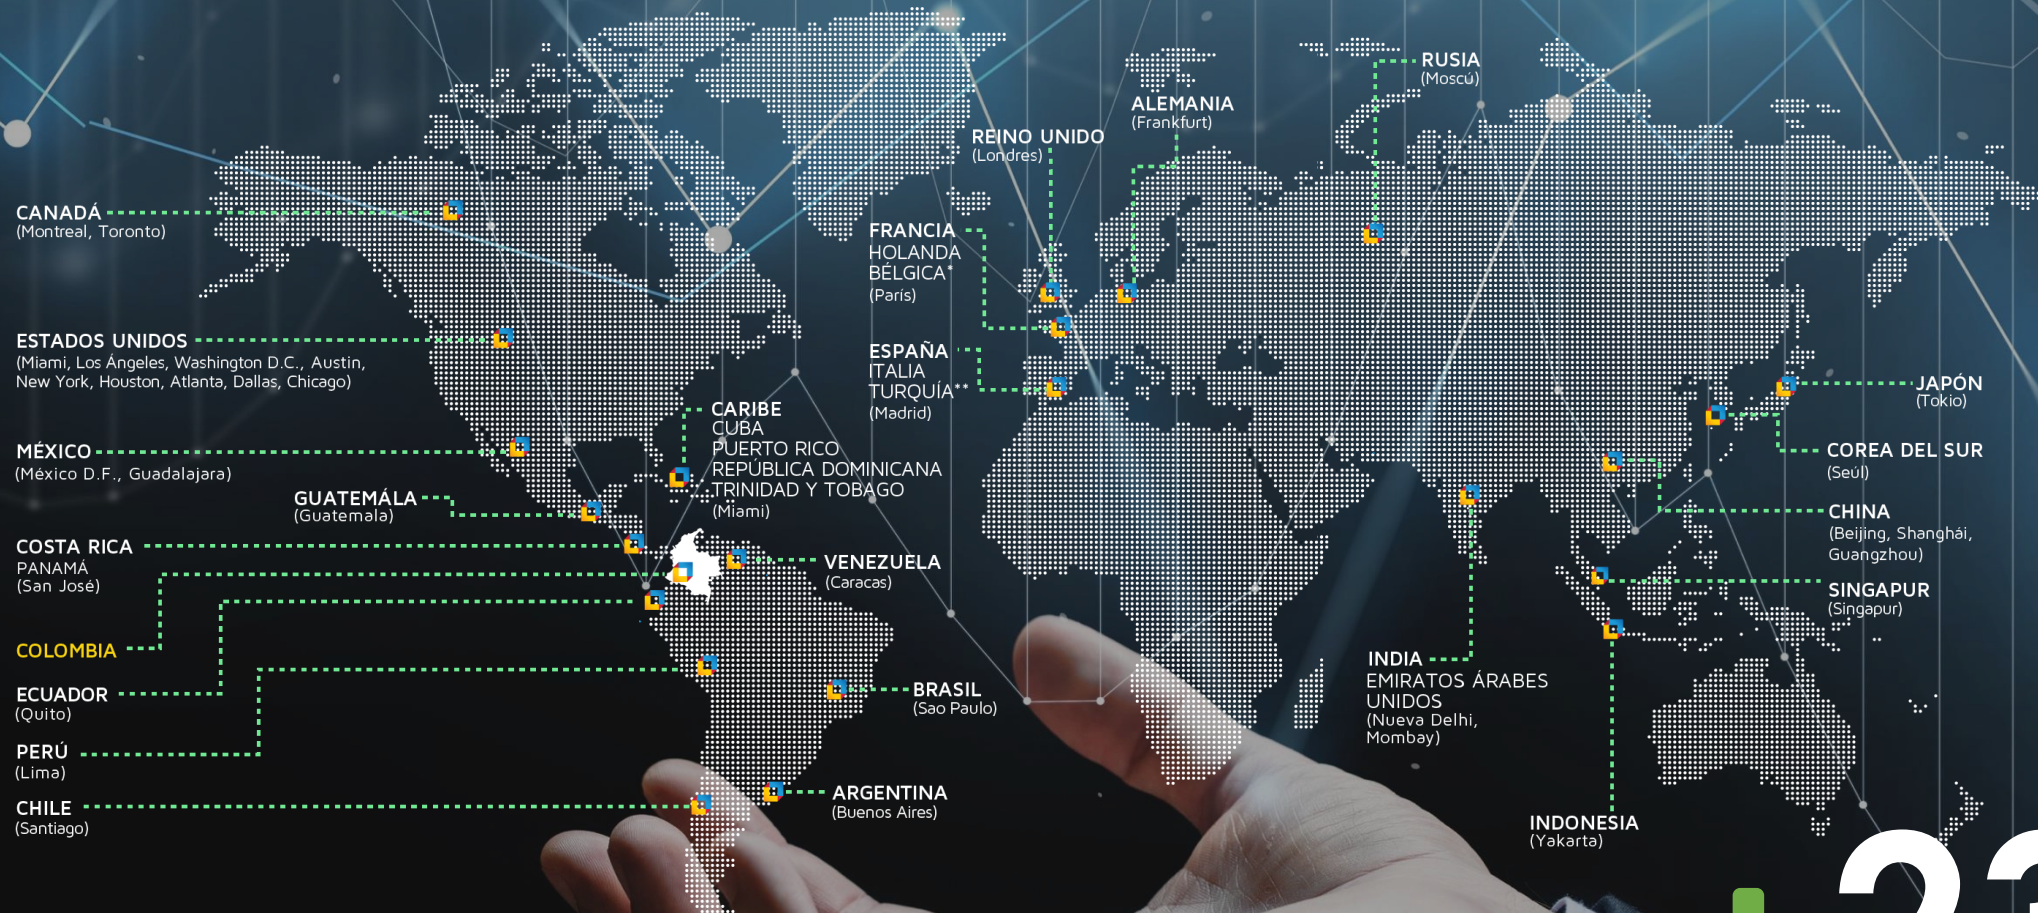 CANADÁ
(Montreal, Toronto)
ESTADOS UNIDOS
(Miami, Los Ángeles, Washington D.C., Austin,
New York, Houston, Atlanta, Dallas, Chicago)
MÉXICO
(México D.F., Guadalajara)
GUATEMÁLA
(Guatemala)
COSTA RICA
PANAMÁ
(San José)
COLOMBIA
ECUADOR
(Quito)
PERÚ
(Lima)
CHILE
(Santiago)
CARIBE
CUBA
PUERTO RICO
REPÚBLICA DOMINICANA
TRINIDAD Y TOBAGO
(Miami)
VENEZUELA
(Caracas)
BRASIL
(Sao Paulo)
ARGENTINA
(Buenos Aires)
REINO UNIDO
(Londres)
ALEMANIA
(Frankfurt)
FRANCIA
HOLANDA
BÉLGICA*
(París)
ESPAÑA
ITALIA
TURQUÍA**
(Madrid)
RUSIA
(Moscú)
JAPÓN
(Tokio)
COREA DEL SUR
(Seúl)
CHINA
(Beijing, Shanghái,
Guangzhou)
SINGAPUR
(Singapur)
INDIA
EMIRATOS ÁRABES
UNIDOS
(Nueva Delhi,
Mombay)
INDONESIA
(Yakarta)